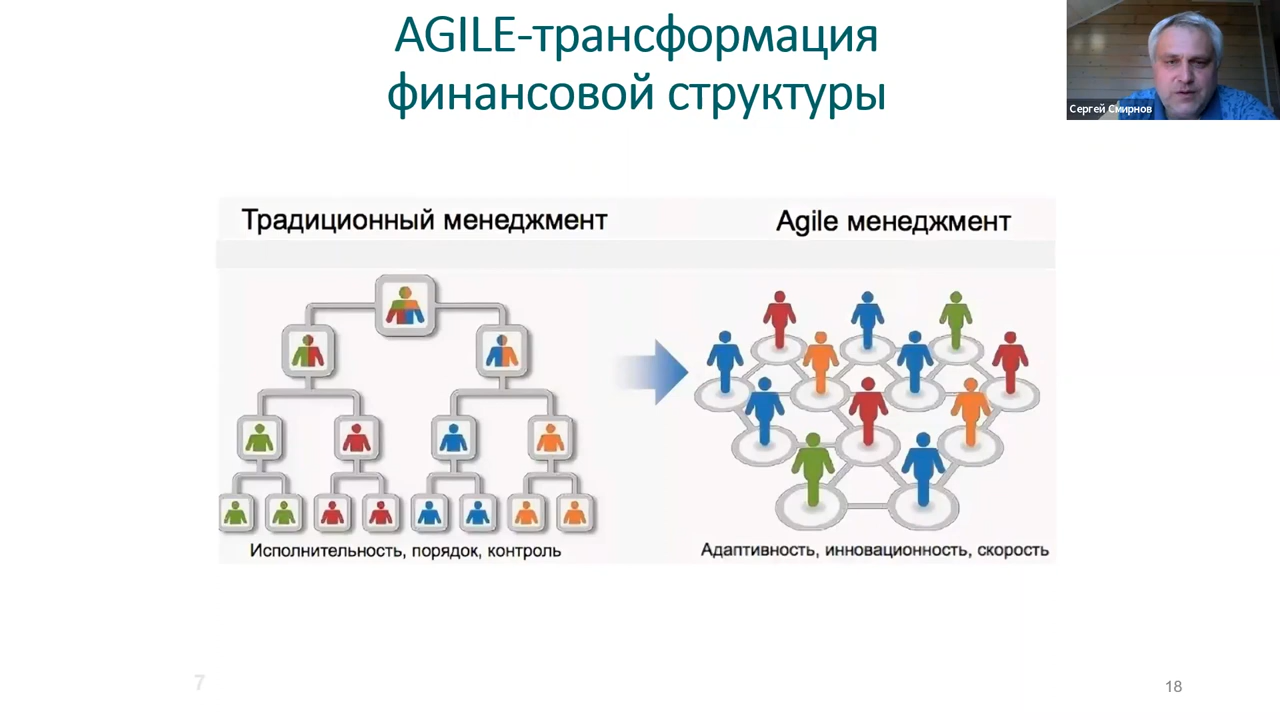 AGILE-трансформация
финансовой структуры
Сергей Смирнов
Традиционный менеджмент
Agile менеджмент
Исполнительность, порядок, контроль
Адаптивность, инновационность, скорость
7
18